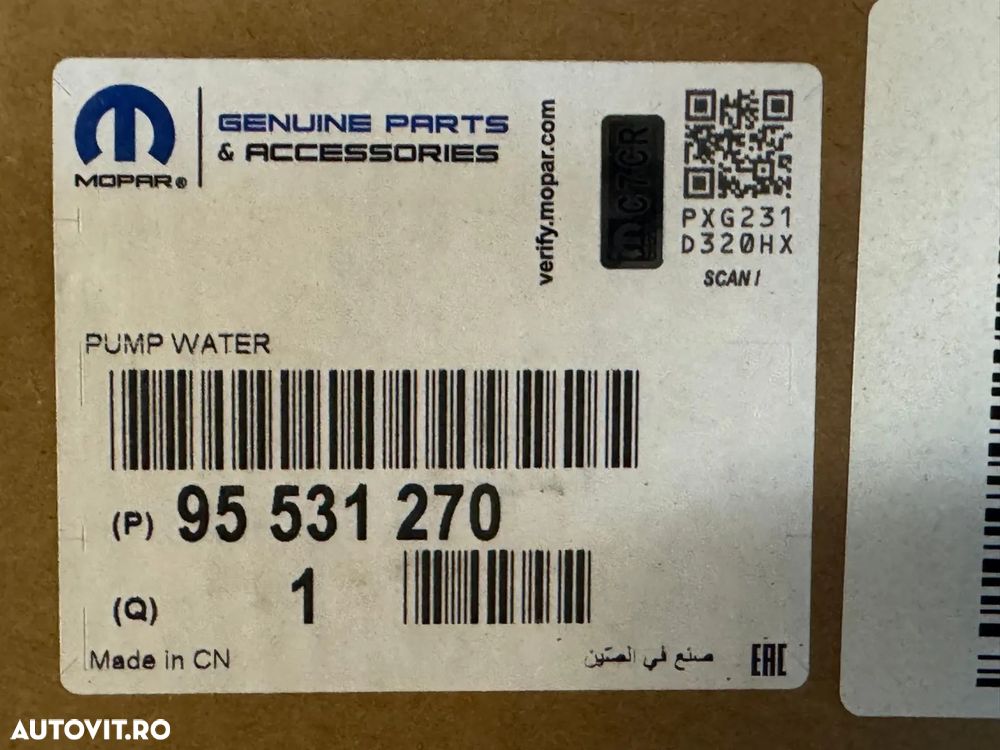 MOPAR®
GENUINE PARTS
& ACCESSORIES
verify.mopar.com
C7CR
PXG231
D320HX
SCAN!
PUMP WATER
(P) 95 531 270
(Q) 1
Made in CN
صنع في الصين
EAC
AUTOVIT.RO